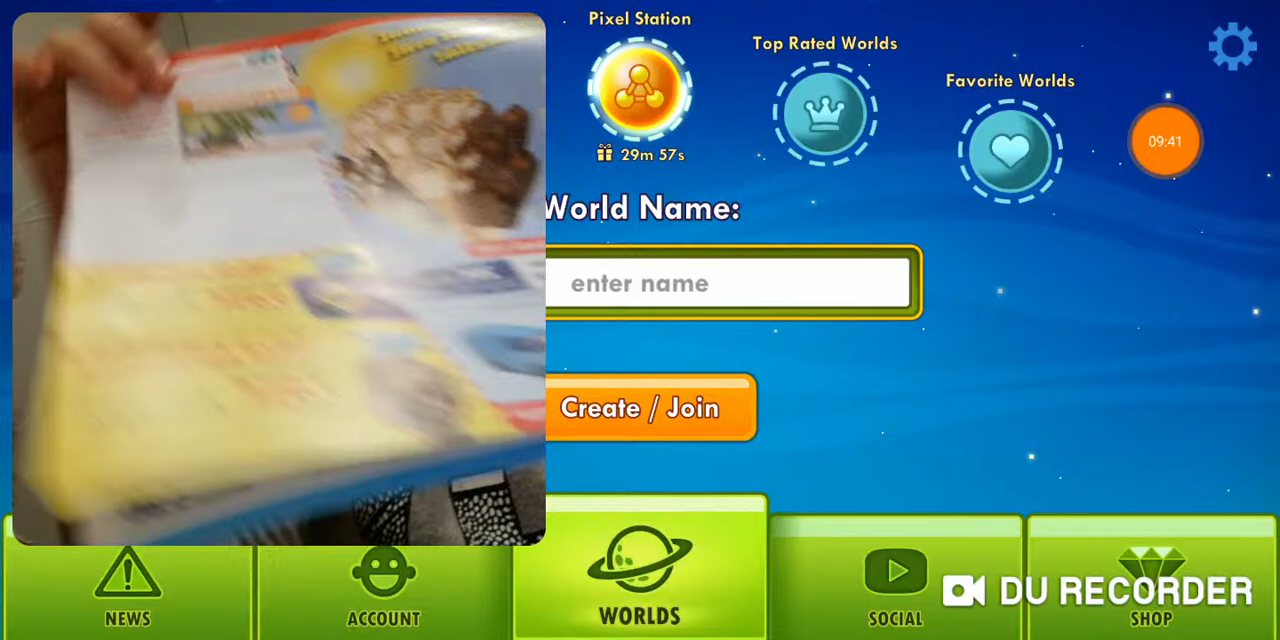 Pixel Station
Top Rated Worlds
Favorite Worlds
29m 57s
09:41
World Name:
enter name
Create / Join
NEWS
ACCOUNT
WORLDS
SOCIAL
SHOP
DU RECORDER